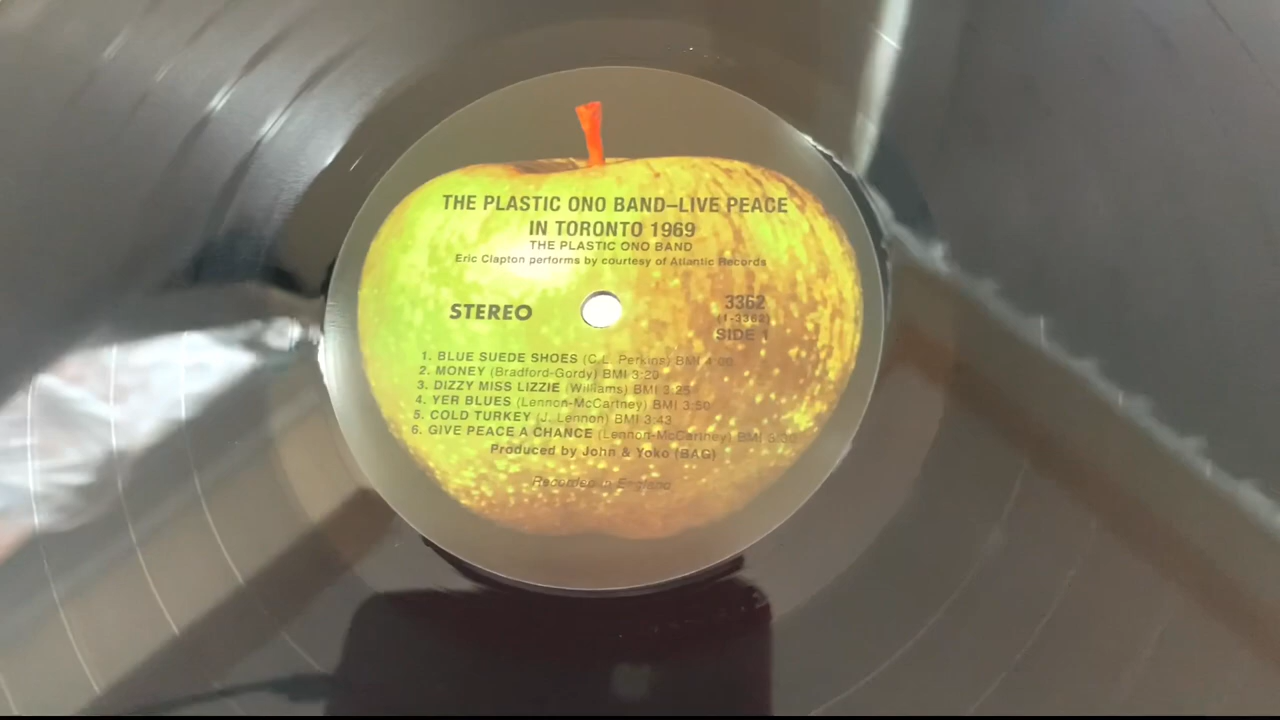 THE PLASTIC ONO BAND–LIVE PEACE
IN TORONTO 1969
THE PLASTIC ONO BAND
Eric Clapton performs by courtesy of Atlantic Records
STEREO
3362
(1-3362)
SIDE 1
1. BLUE SUEDE SHOES (C.L. Perkins) BMI 4:00
2. MONEY (Bradford-Gordy) BMI 3:20
3. DIZZY MISS LIZZIE (Williams) BMI 3:25
4. YER BLUES (Lennon-McCartney) BMI 3:50
5. COLD TURKEY (J. Lennon) BMI 3:43
6. GIVE PEACE A CHANCE (Lennon-McCartney) BMI 3:30
Produced by John & Yoko (BAG)
Recorded in England